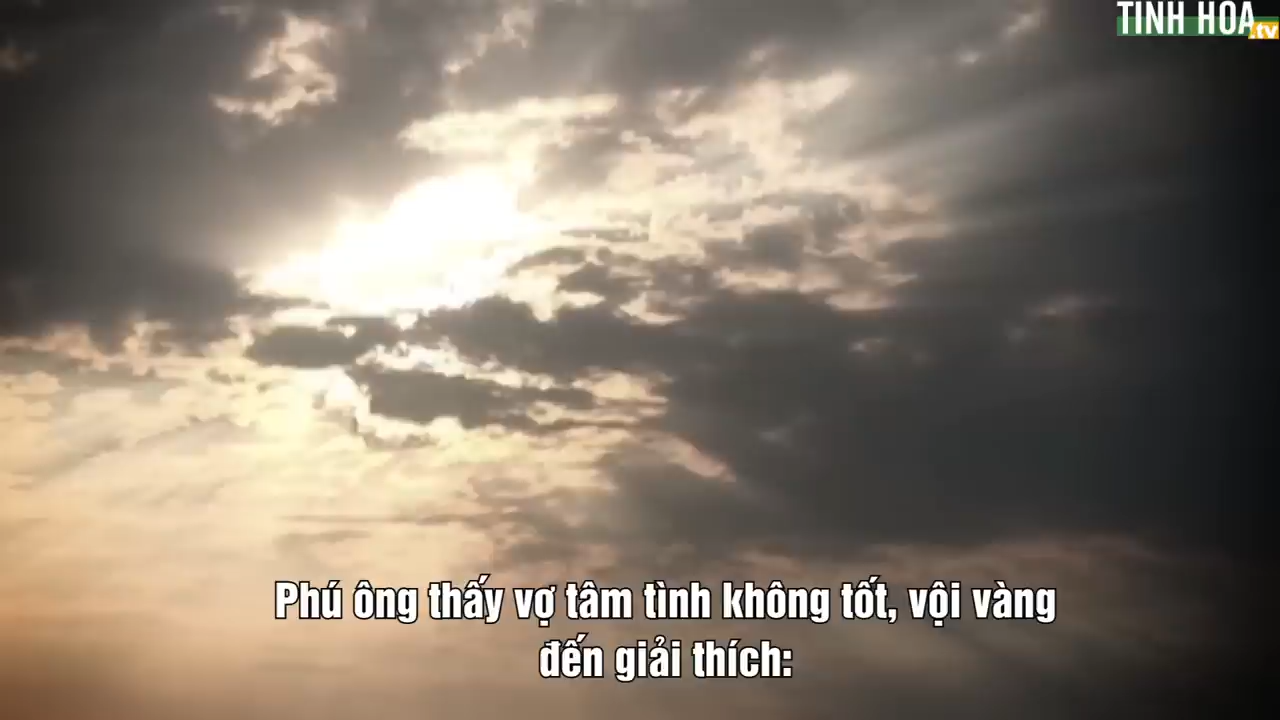 TINH HOA
.tv
Phú ông thấy vợ tâm tình không tốt, vội vàng
đến giải thích: